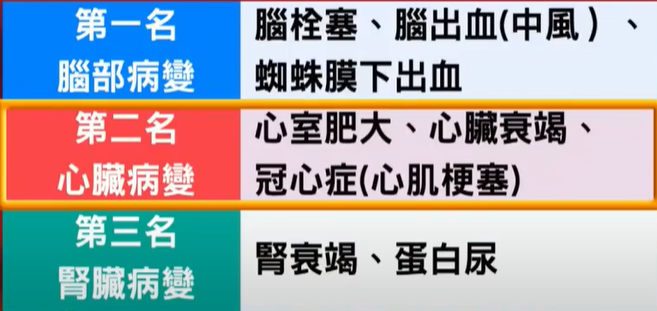 第一名
腦部病變
腦栓塞、腦出血(中風）、
蜘蛛膜下出血
第二名
心臟病變
心室肥大、心臟衰竭、
冠心症(心肌梗塞)
第三名
腎臟病變
腎衰竭、蛋白尿